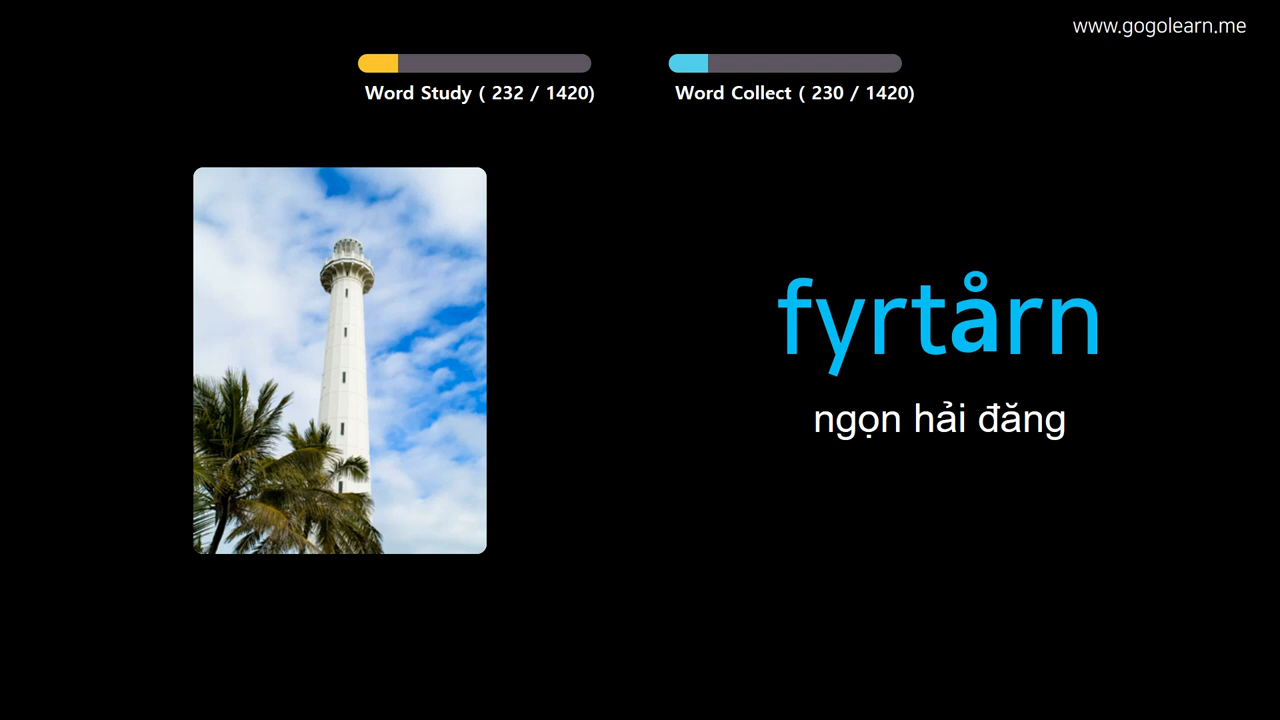 www.gogolearn.me
Word Study ( 232 / 1420)
Word Collect ( 230 / 1420)
fyrtårn
ngọn hải đăng